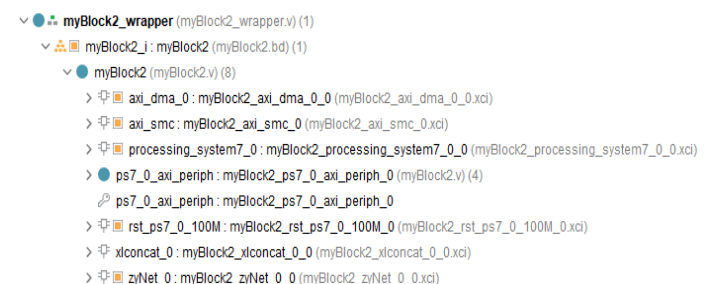 myBlock2_wrapper (myBlock2_wrapper.v) (1)
myBlock2_i : myBlock2 (myBlock2.bd) (1)
myBlock2 (myBlock2.v) (8)
axi_dma_0 : myBlock2_axi_dma_0_0 (myBlock2_axi_dma_0_0.xci)
axi_smc : myBlock2_axi_smc_0 (myBlock2_axi_smc_0.xci)
processing_system7_0 : myBlock2_processing_system7_0_0 (myBlock2_processing_system7_0_0.xci)
ps7_0_axi_periph : myBlock2_ps7_0_axi_periph_0 (myBlock2.v) (4)
ps7_0_axi_periph : myBlock2_ps7_0_axi_periph_0
rst_ps7_0_100M : myBlock2_rst_ps7_0_100M_0 (myBlock2_rst_ps7_0_100M_0.xci)
xlconcat_0 : myBlock2_xlconcat_0_0 (myBlock2_xlconcat_0_0.xci)
zyNet_0 : myBlock2_zyNet_0_0 (myBlock2_zyNet_0_0.xci)